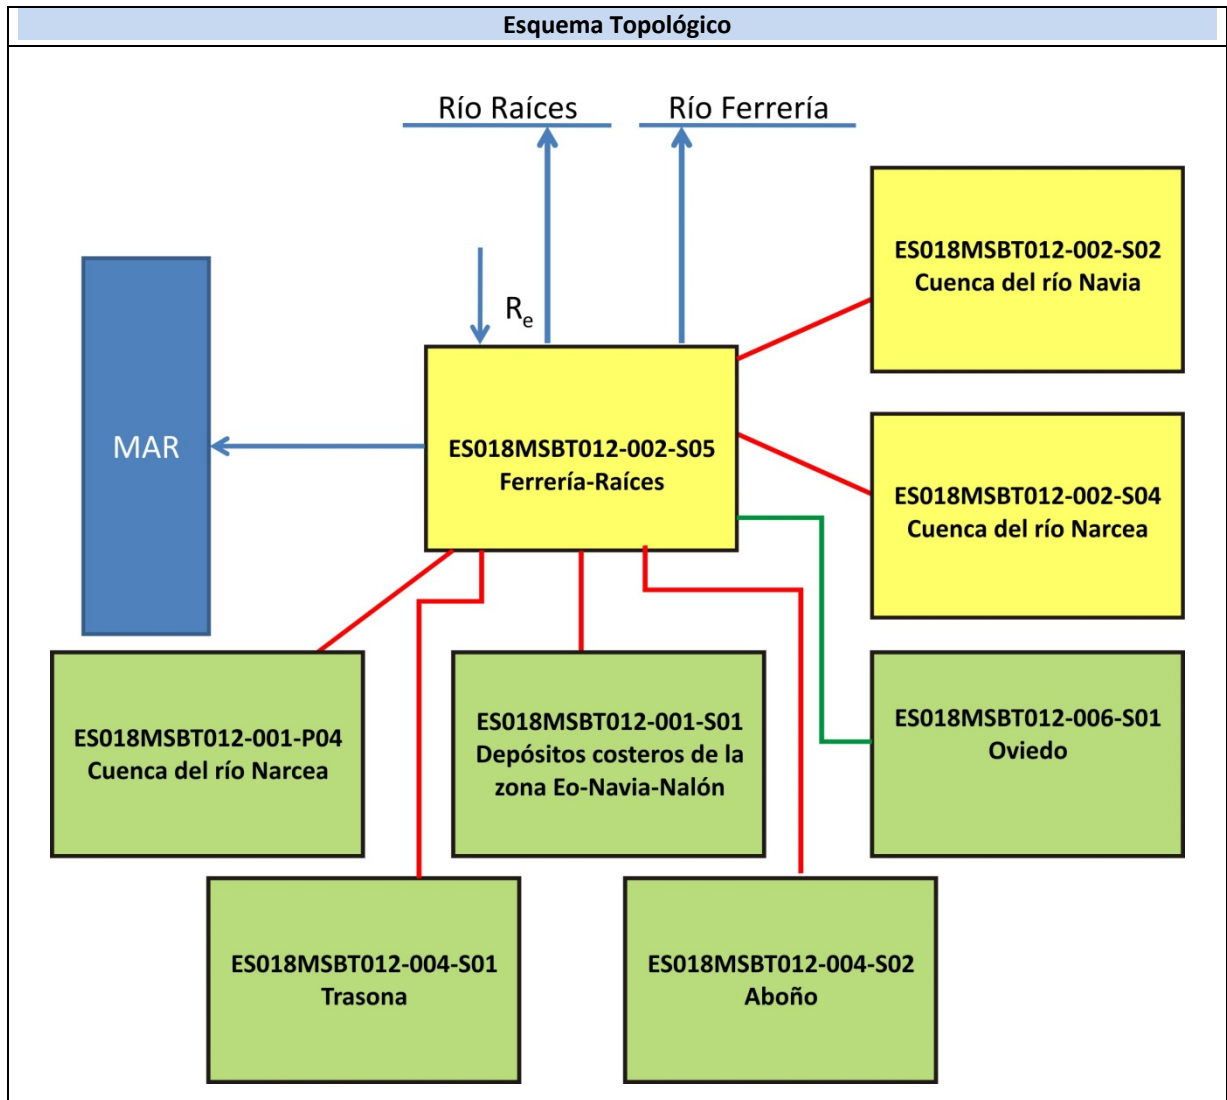 Esquema Topológico
Río Raíces
Río Ferrería
R_e
ES018MSBT012-002-S02
Cuenca del río Navia
MAR
ES018MSBT012-002-S05
Ferrería-Raíces
ES018MSBT012-002-S04
Cuenca del río Narcea
ES018MSBT012-001-P04
Cuenca del río Narcea
ES018MSBT012-001-S01
Depósitos costeros de la
zona Eo-Navia-Nalón
ES018MSBT012-006-S01
Oviedo
ES018MSBT012-004-S01
Trasona
ES018MSBT012-004-S02
Aboño